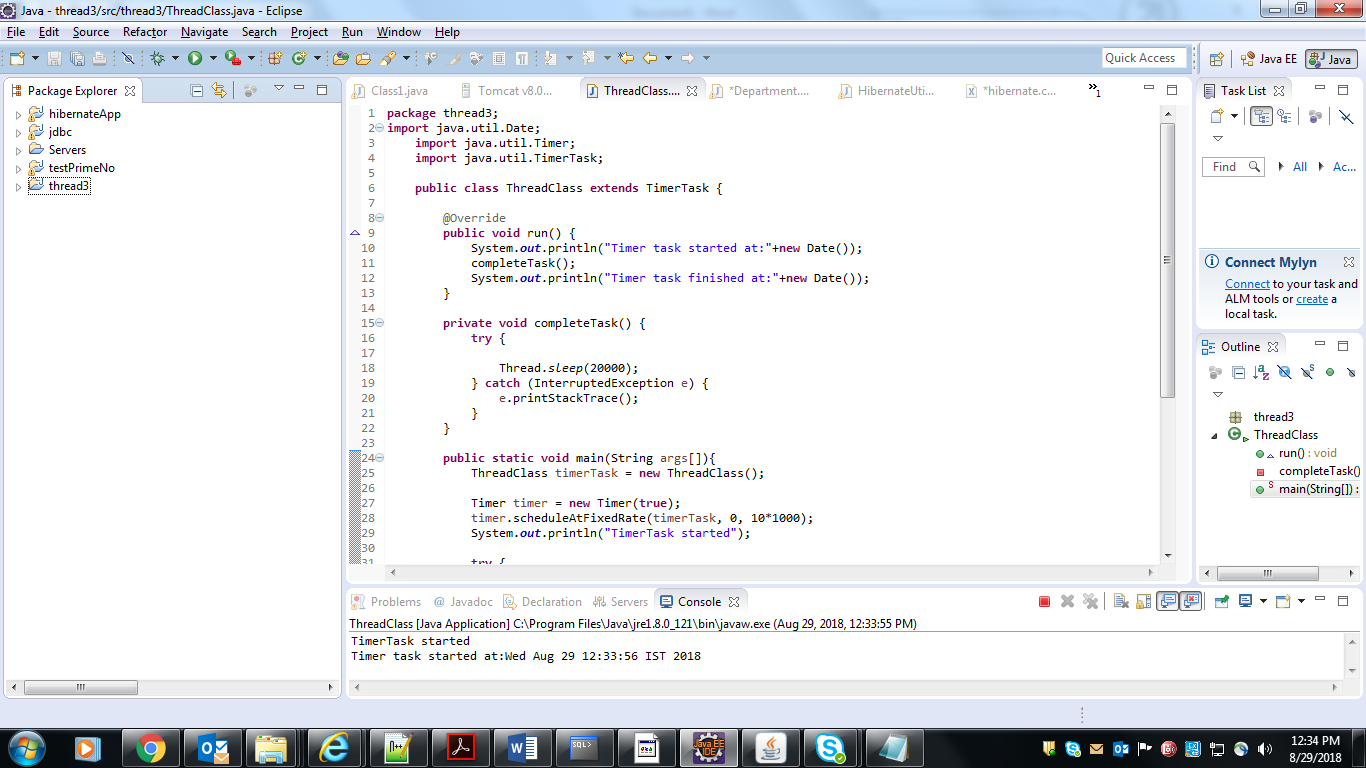 Java - thread3/src/thread3/ThreadClass.java - Eclipse
File Edit Source Refactor Navigate Search Project Run Window Help
Quick Access
Java EE
Java
Package Explorer
hibernateApp
jdbc
Servers
testPrimeNo
thread3
Class1.java
Tomcat v8.0...
ThreadClass....
*Department....
HibernateUti...
*hibernate.c...
»1
1 package thread3;
2 import java.util.Date;
3 import java.util.Timer;
4 import java.util.TimerTask;
5
6 public class ThreadClass extends TimerTask {
7
8 @Override
9 public void run() {
10 System.out.println("Timer task started at:"+new Date());
11 completeTask();
12 System.out.println("Timer task finished at:"+new Date());
13 }
14
15 private void completeTask() {
16 try {
17
18 Thread.sleep(20000);
19 } catch (InterruptedException e) {
20 e.printStackTrace();
21 }
22 }
23
24 public static void main(String args[]){
25 ThreadClass timerTask = new ThreadClass();
26
27 Timer timer = new Timer(true);
28 timer.scheduleAtFixedRate(timerTask, 0, 10*1000);
29 System.out.println("TimerTask started");
30
31 try {
Task List
Find
All
Ac...
Connect Mylyn
Connect to your task and
ALM tools or create a
local task.
Outline
thread3
ThreadClass
run() : void
completeTask()
main(String[]) :
Problems
@ Javadoc
Declaration
Servers
Console
ThreadClass [Java Application] C:\Program Files\Java\jre1.8.0_121\bin\javaw.exe (Aug 29, 2018, 12:33:55 PM)
TimerTask started
Timer task started at:Wed Aug 29 12:33:56 IST 2018
12:34 PM
8/29/2018